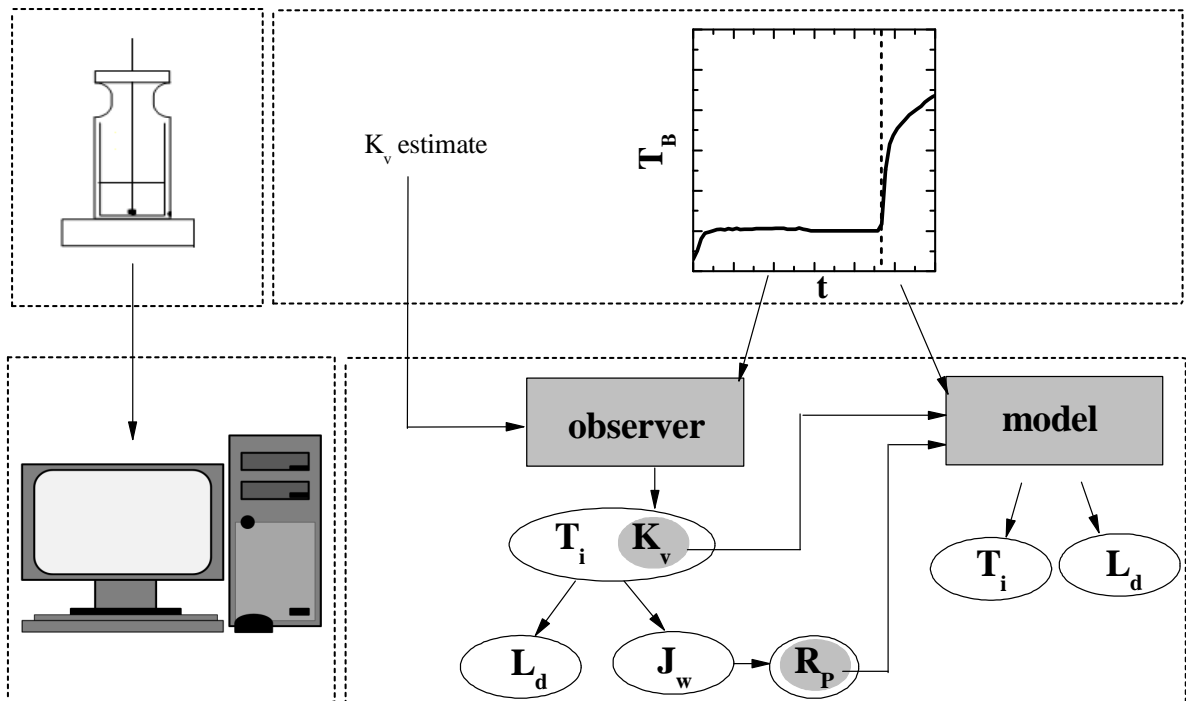 K_v estimate
T_B
t
observer
model
T_i K_v
T_i
L_d
L_d
J_w
R_P